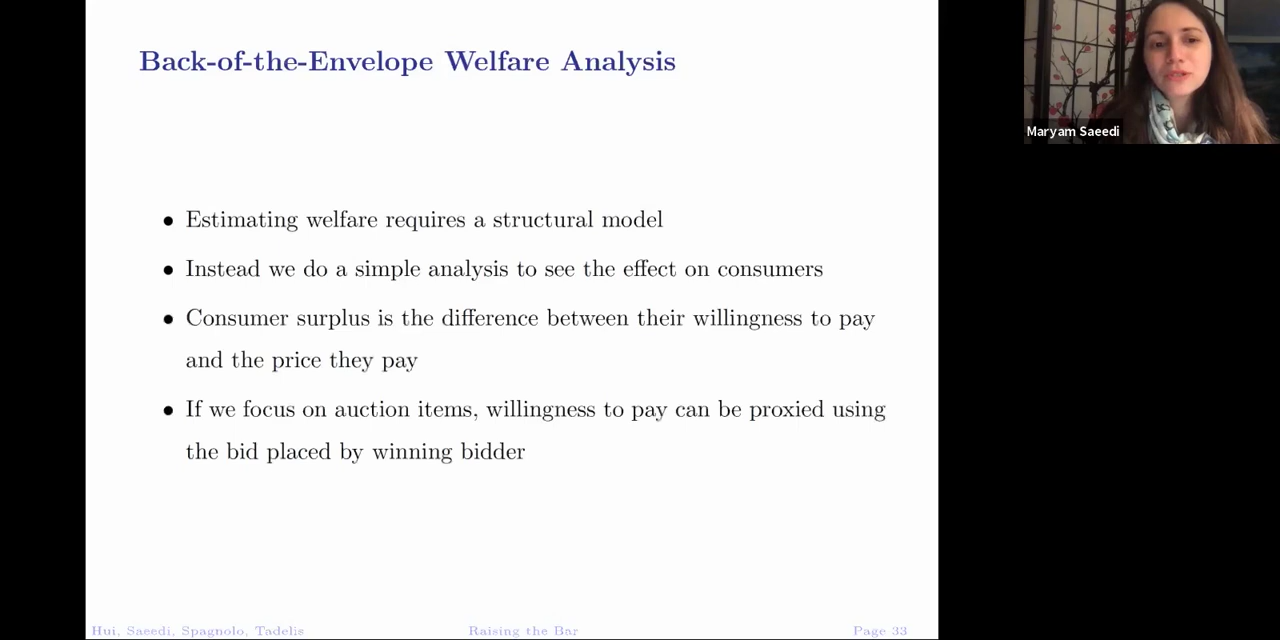 Back-of-the-Envelope Welfare Analysis
• Estimating welfare requires a structural model
• Instead we do a simple analysis to see the effect on consumers
• Consumer surplus is the difference between their willingness to pay
and the price they pay
• If we focus on auction items, willingness to pay can be proxied using
the bid placed by winning bidder
Hui, Saeedi, Spagnolo, Tadelis Raising the Bar Page 33
Maryam Saeedi